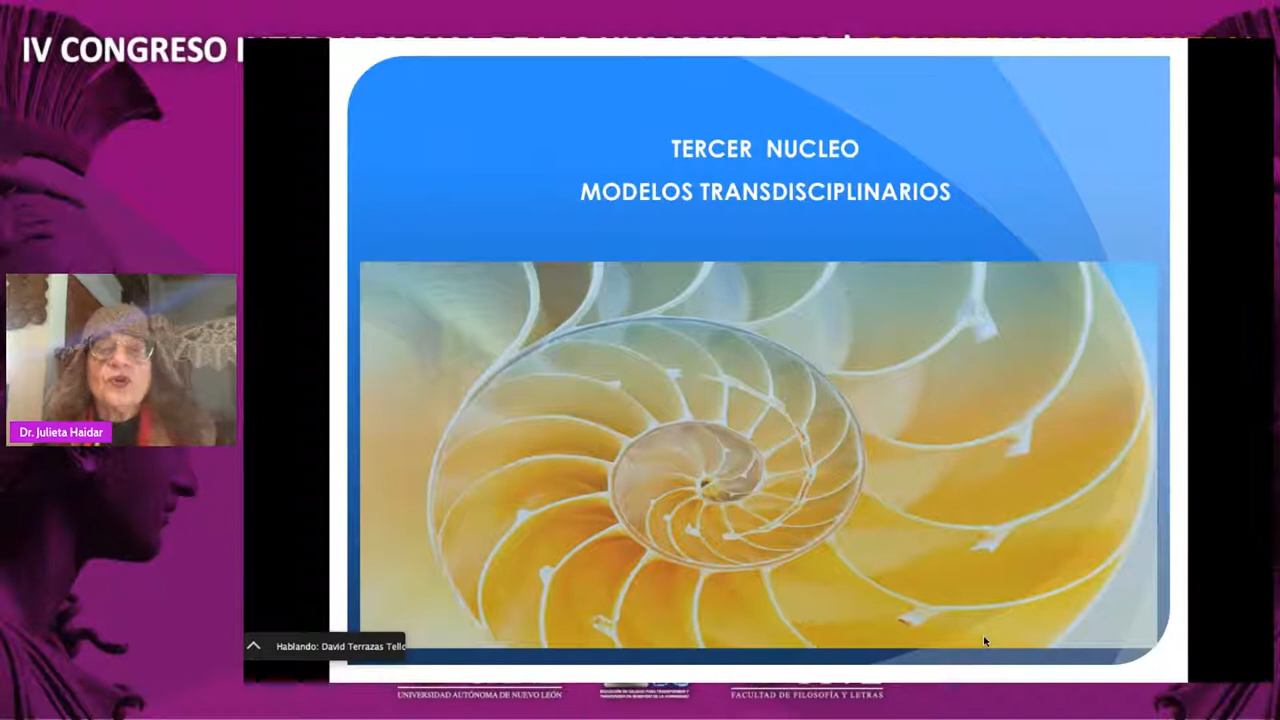 IV CONGRESO
TERCER NUCLEO
MODELOS TRANSDISCIPLINARIOS
Dr. Julieta Haidar
Hablando: David Terrazas Tello
UNIVERSIDAD AUTÓNOMA DE NUEVO LEÓN
FACULTAD DE FILOSOFÍA Y LETRAS